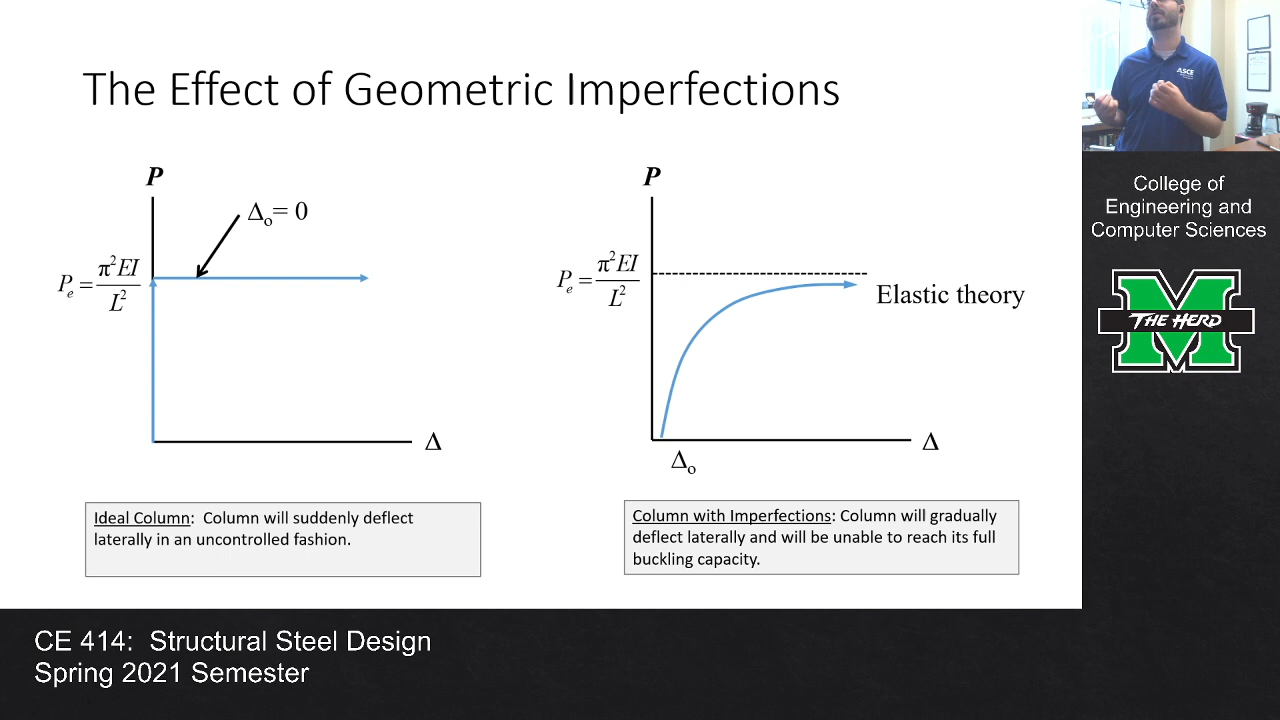 The Effect of Geometric Imperfections
P
Δo= 0
Pe = π²EI / L²
Δ
Ideal Column: Column will suddenly deflect
laterally in an uncontrolled fashion.
P
Pe = π²EI / L²
Elastic theory
Δ
Δo
Column with Imperfections: Column will gradually
deflect laterally and will be unable to reach its full
buckling capacity.
ASCE
College of
Engineering and
Computer Sciences
THE HERD
CE 414: Structural Steel Design
Spring 2021 Semester